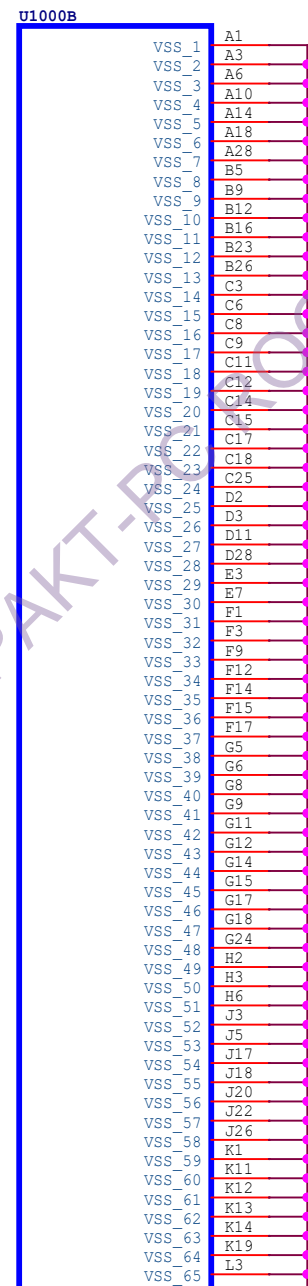 U1000B
VSS_1 A1
VSS_2 A3
VSS_3 A6
VSS_4 A10
VSS_5 A14
VSS_6 A18
VSS_7 A28
VSS_8 B5
VSS_9 B9
VSS_10 B12
VSS_11 B16
VSS_12 B23
VSS_13 B26
VSS_14 C3
VSS_15 C6
VSS_16 C8
VSS_17 C9
VSS_18 C11
VSS_19 C12
VSS_20 C14
VSS_21 C15
VSS_22 C17
VSS_23 C18
VSS_24 C25
VSS_25 D2
VSS_26 D3
VSS_27 D11
VSS_28 D28
VSS_29 E3
VSS_30 E7
VSS_31 F1
VSS_32 F3
VSS_33 F9
VSS_34 F12
VSS_35 F14
VSS_36 F15
VSS_37 F17
VSS_38 G5
VSS_39 G6
VSS_40 G8
VSS_41 G9
VSS_42 G11
VSS_43 G12
VSS_44 G14
VSS_45 G15
VSS_46 G17
VSS_47 G18
VSS_48 G24
VSS_49 H2
VSS_50 H3
VSS_51 H6
VSS_52 J3
VSS_53 J5
VSS_54 J17
VSS_55 J18
VSS_56 J20
VSS_57 J22
VSS_58 J26
VSS_59 K1
VSS_60 K11
VSS_61 K12
VSS_62 K13
VSS_63 K14
VSS_64 K19
VSS_65 L3